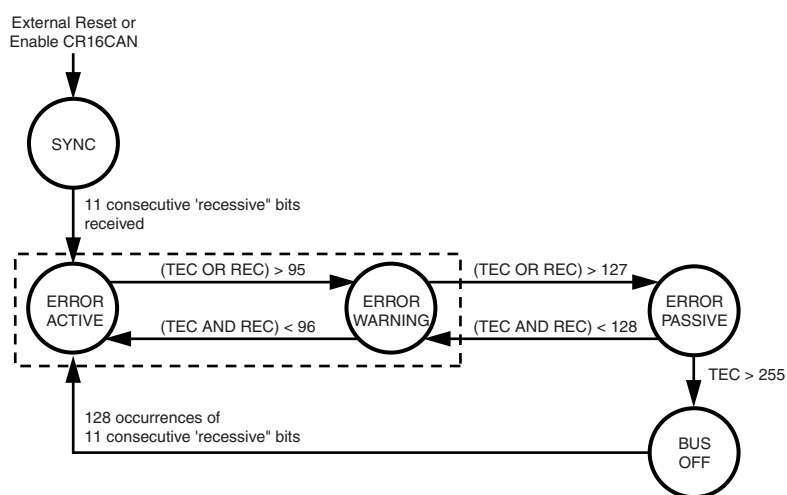 External Reset or
Enable CR16CAN
SYNC
11 consecutive 'recessive" bits
received
(TEC OR REC) > 95
(TEC OR REC) > 127
ERROR
ACTIVE
ERROR
WARNING
ERROR
PASSIVE
(TEC AND REC) < 96
(TEC AND REC) < 128
TEC > 255
128 occurrences of
11 consecutive 'recessive" bits
BUS
OFF